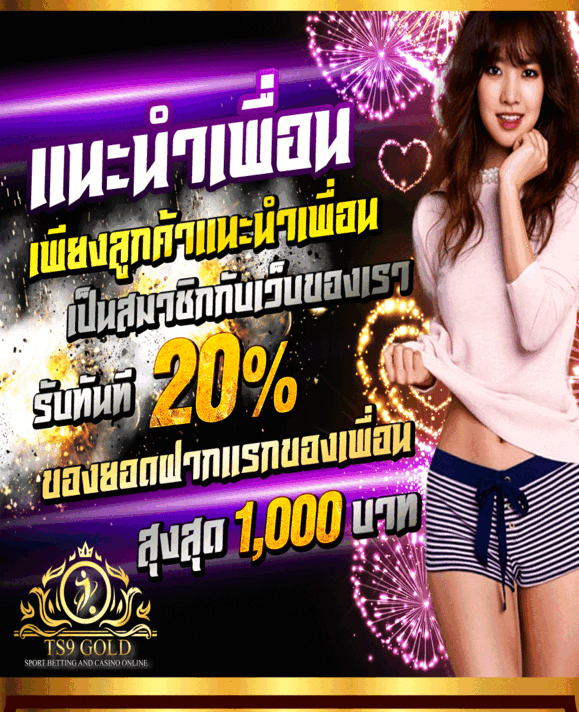 แนะนำเพื่อน
เพียงลูกค้าแนะนำเพื่อน
เป็นสมาชิกกับเว็บของเรา
รับทันที 20%
ของยอดฝากแรกของเพื่อน
สูงสุด 1,000 บาท
TS9 GOLD
SPORT BETTING AND CASINO ONLINE